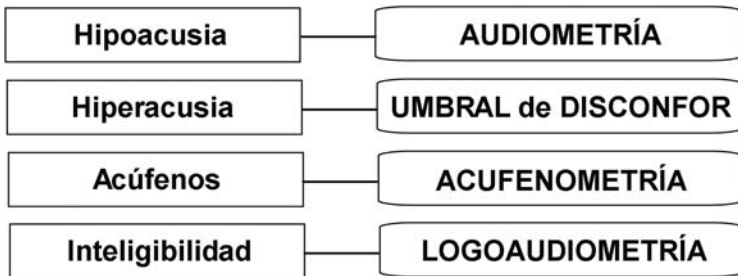 Hipoacusia AUDIOMETRÍA
Hiperacusia UMBRAL de DISCONFOR
Acúfenos ACUFENOMETRÍA
Inteligibilidad LOGOAUDIOMETRÍA